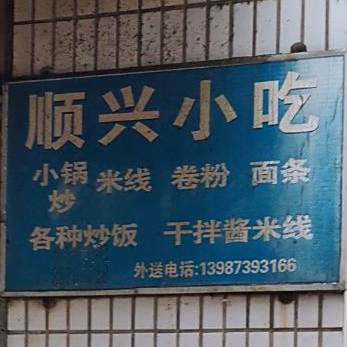 顺兴小吃
小锅 米线 卷粉 面条
炒
各种炒饭 干拌酱米线
外送电话:13987393166